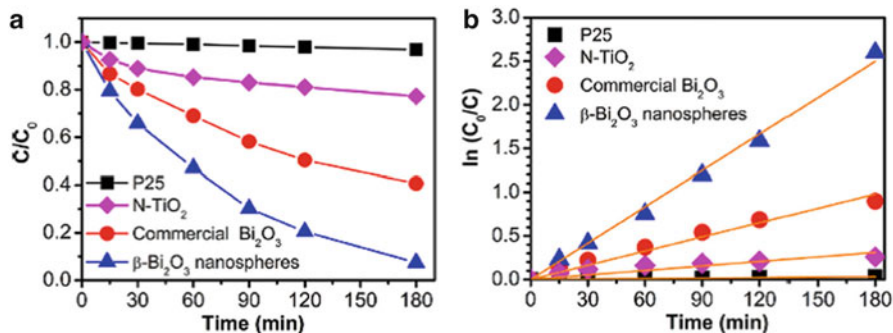 a
C/C₀
1.0
0.8
0.6
0.4
0.2
0.0
P25
N-TiO₂
Commercial Bi₂O₃
β-Bi₂O₃ nanospheres
0 30 60 90 120 150 180
Time (min)
b
ln (C₀/C)
3.0
2.5
2.0
1.5
1.0
0.5
0.0
P25
N-TiO₂
Commercial Bi₂O₃
β-Bi₂O₃ nanospheres
0 30 60 90 120 150 180
Time (min)